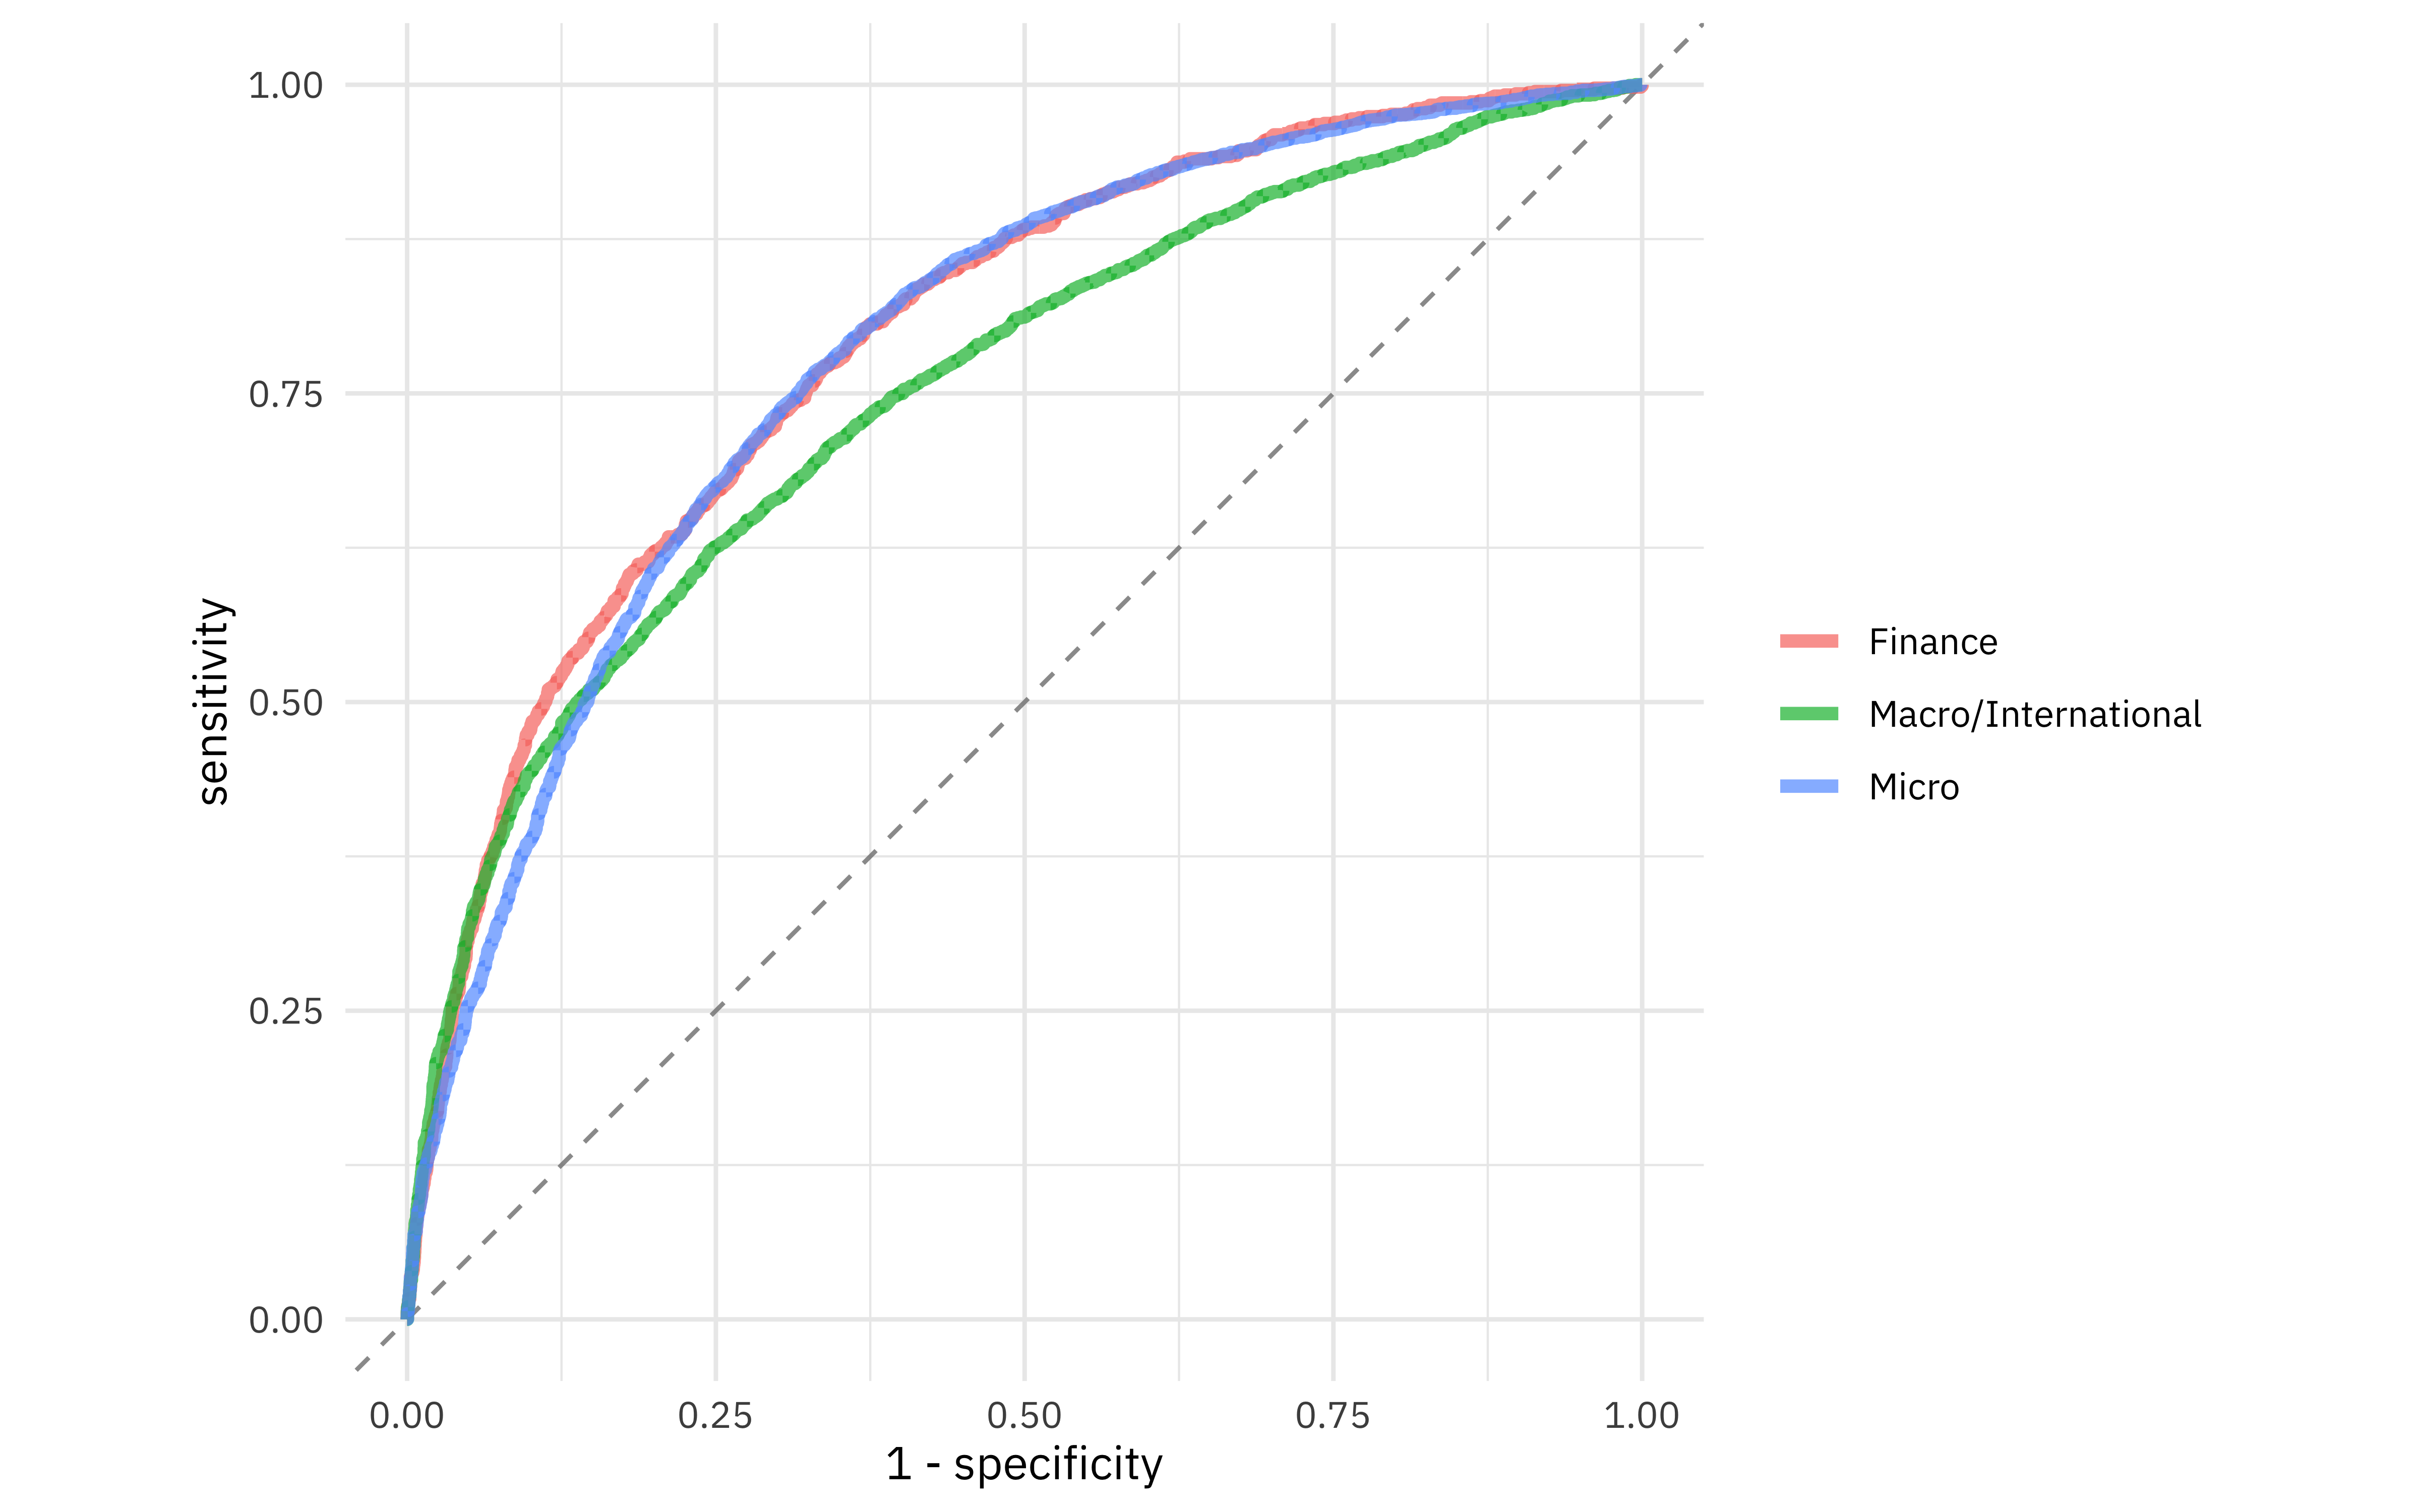 1.00
0.75
0.50
0.25
0.00
sensitivity
0.00 0.25 0.50 0.75 1.00
1 - specificity
Finance
Macro/International
Micro